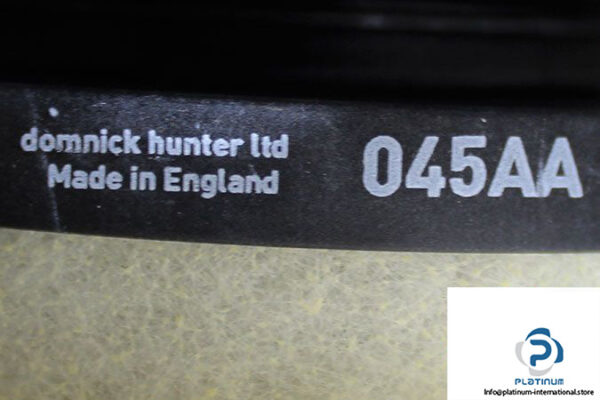 domnick hunter ltd
Made in England
045AA
PLATINUM
info@platinum-international.store